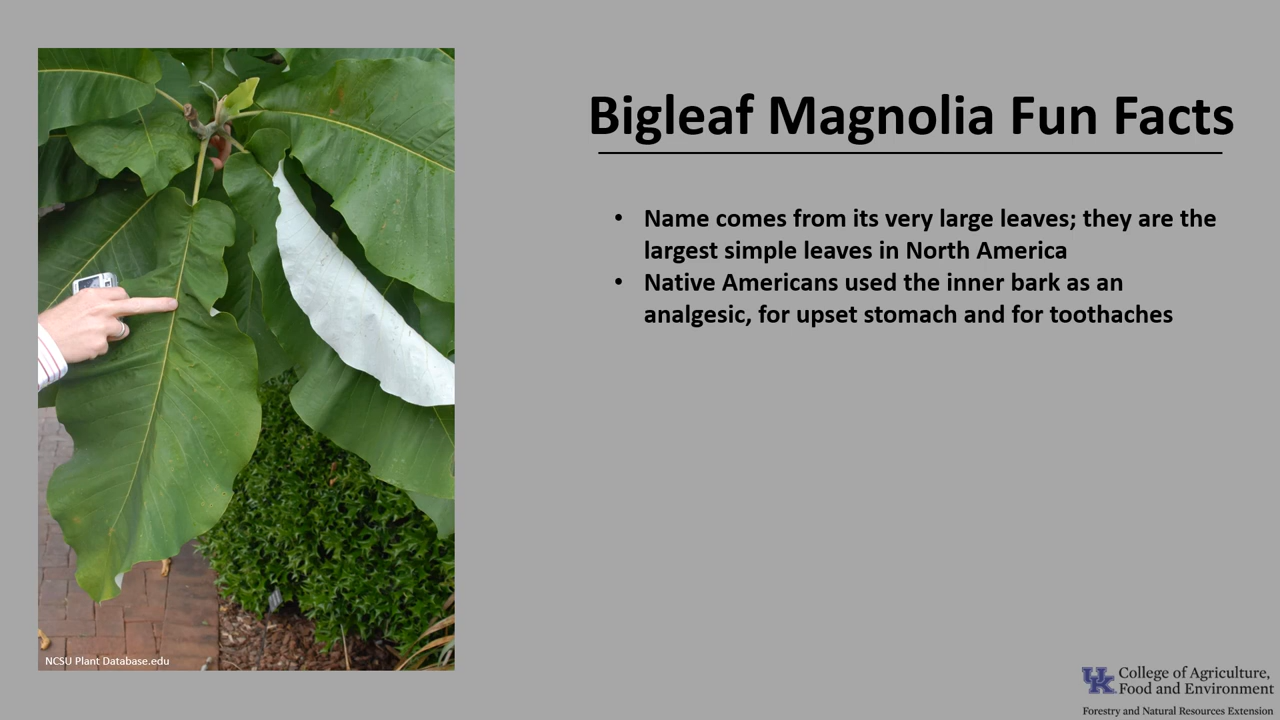 Bigleaf Magnolia Fun Facts
• Name comes from its very large leaves; they are the
largest simple leaves in North America
• Native Americans used the inner bark as an
analgesic, for upset stomach and for toothaches
NCSU Plant Database.edu
UK College of Agriculture,
Food and Environment
Forestry and Natural Resources Extension